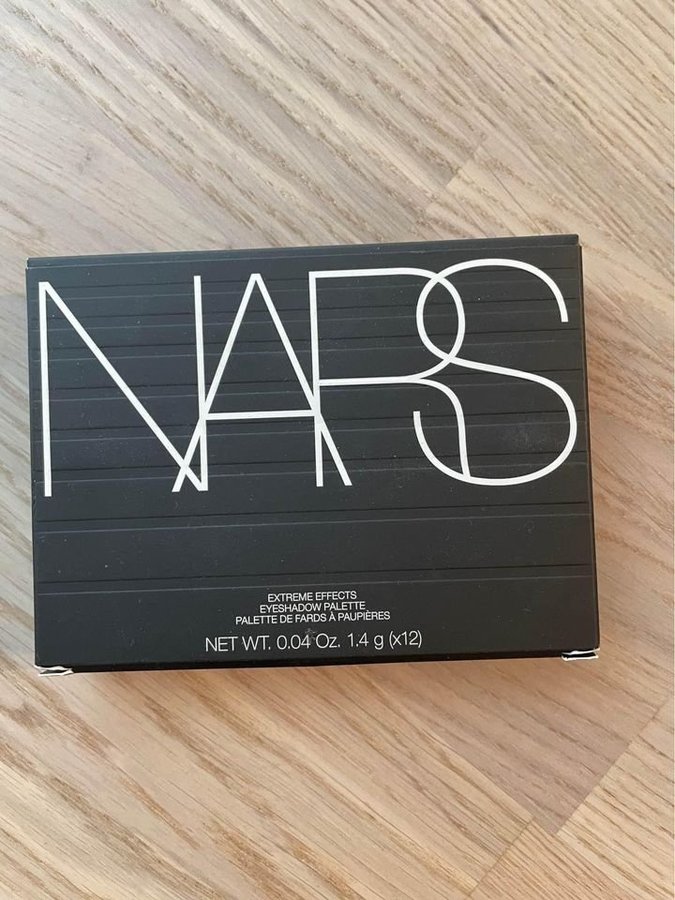 NARS
EXTREME EFFECTS
EYESHADOW PALETTE
PALETTE DE FARDS À PAUPIÈRES
NET WT. 0.04 Oz. 1.4 g (x12)